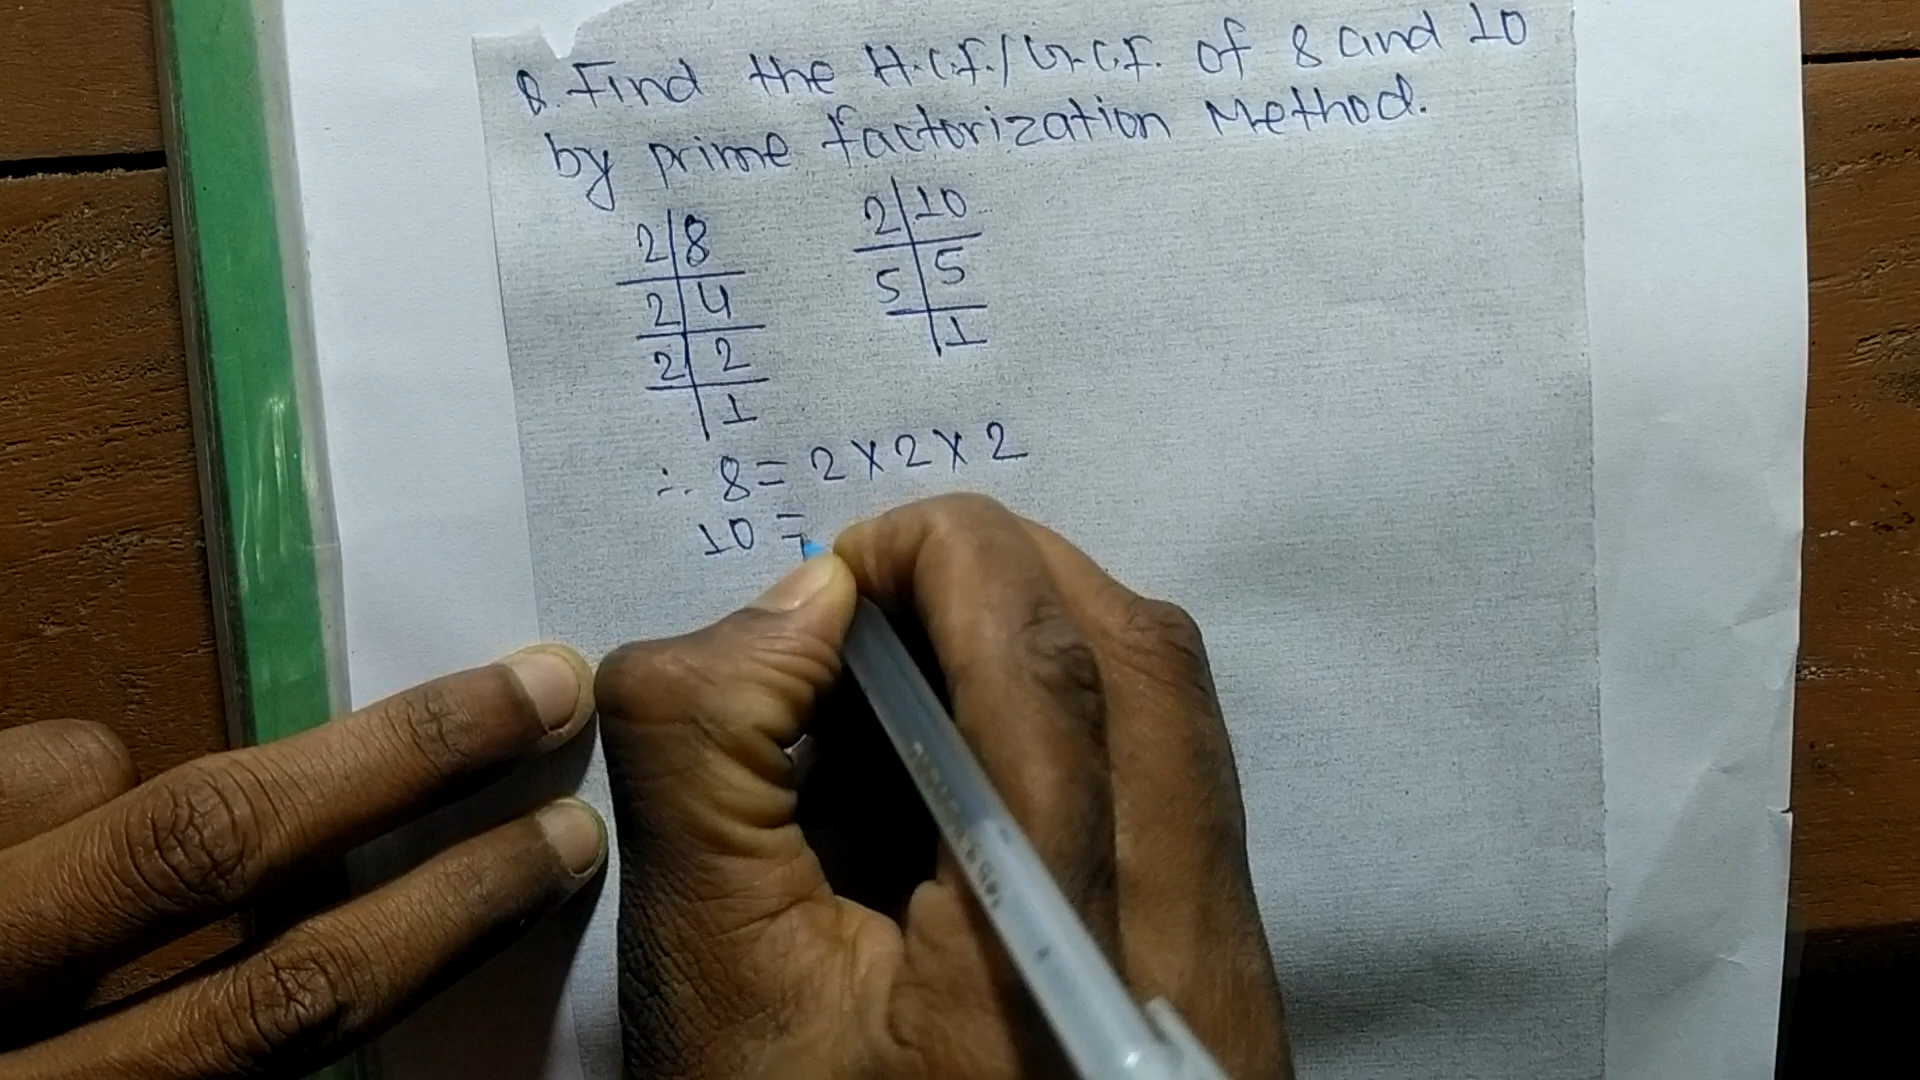 Q. Find the H.C.F./G.C.F. of 8 and 10
by prime factorization Method.
2 | 8
2 | 4
2 | 2
1
2 | 10
5 | 5
1
∴ 8 = 2 × 2 × 2
10 =